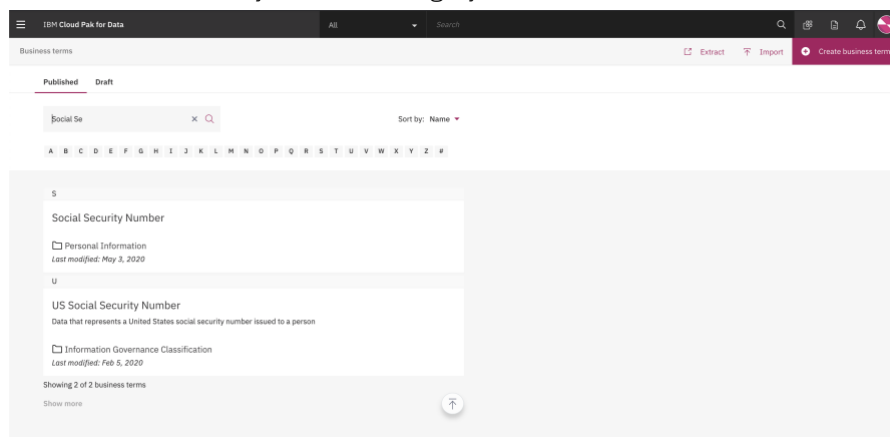 IBM Cloud Pak for Data All Search
Business terms Extract Import Create business term
Published Draft
Social Se Sort by: Name
A B C D E F G H I J K L M N O P Q R S T U V W X Y Z #
S
Social Security Number
Personal Information
Last modified: May 3, 2020
U
US Social Security Number
Data that represents a United States social security number issued to a person
Information Governance Classification
Last modified: Feb 5, 2020
Showing 2 of 2 business terms
Show more